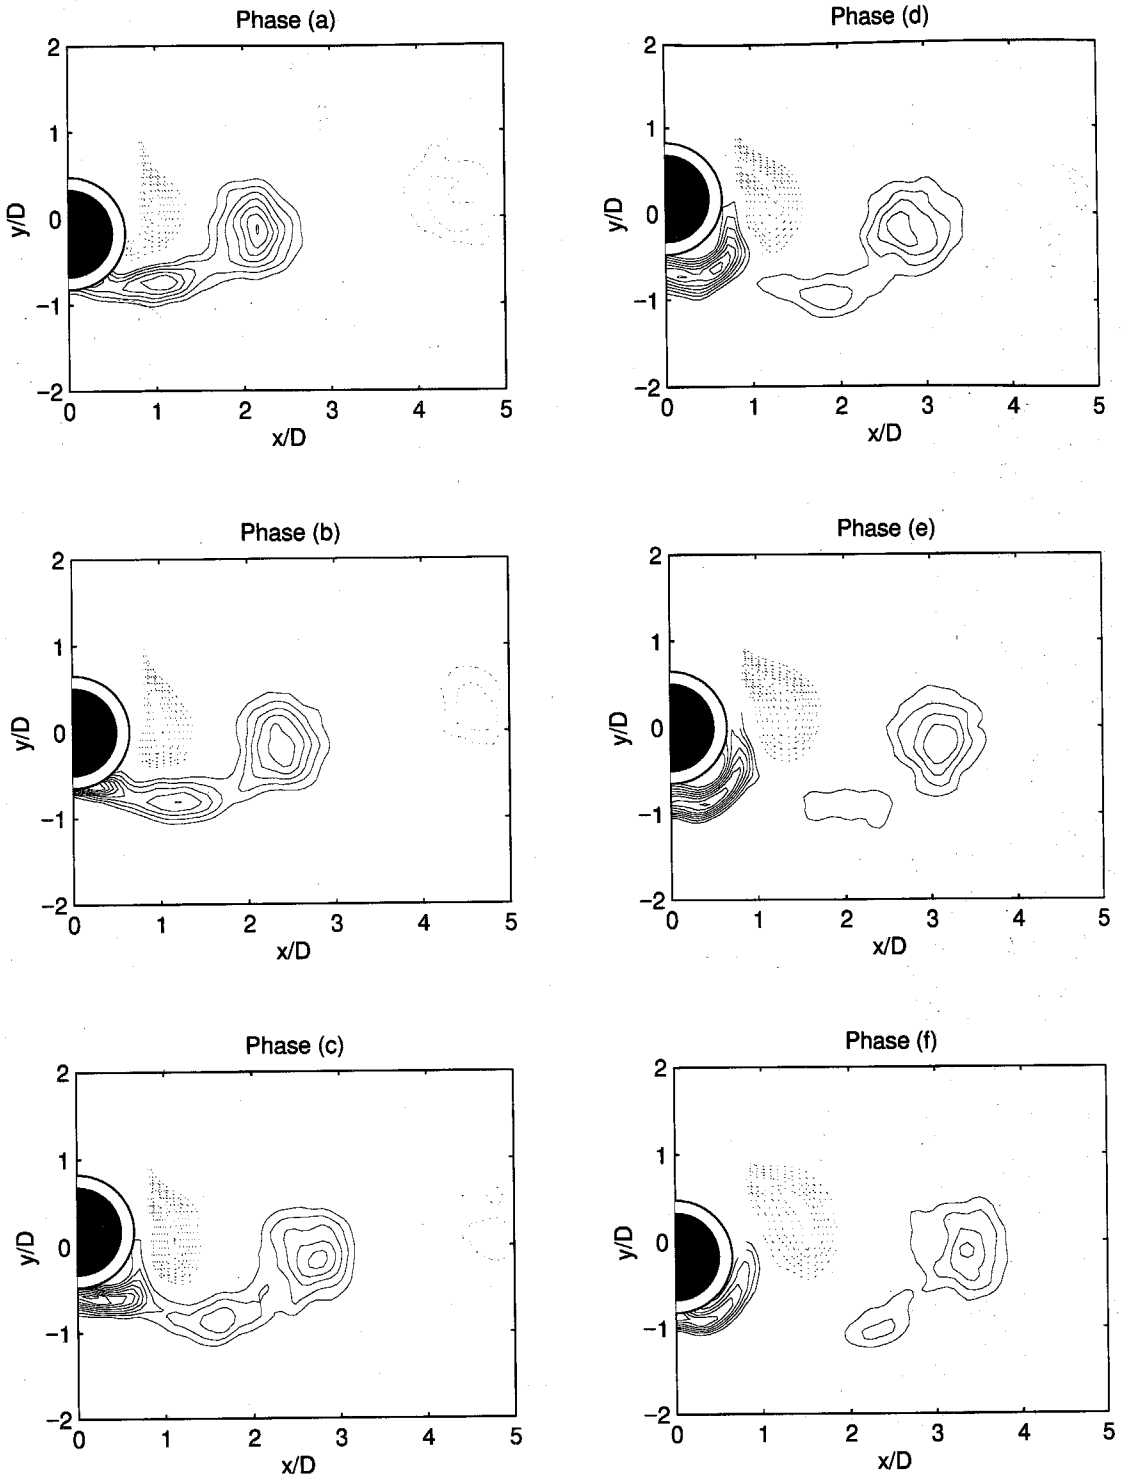 Phase (a)
2
1
0
−1
−2
y/D
0 1 2 3 4 5
x/D
Phase (b)
2
1
0
−1
−2
y/D
0 1 2 3 4 5
x/D
Phase (c)
2
1
0
−1
−2
y/D
0 1 2 3 4 5
x/D
Phase (d)
2
1
0
−1
−2
y/D
0 1 2 3 4 5
x/D
Phase (e)
2
1
0
−1
−2
y/D
0 1 2 3 4 5
x/D
Phase (f)
2
1
0
−1
−2
y/D
0 1 2 3 4 5
x/D